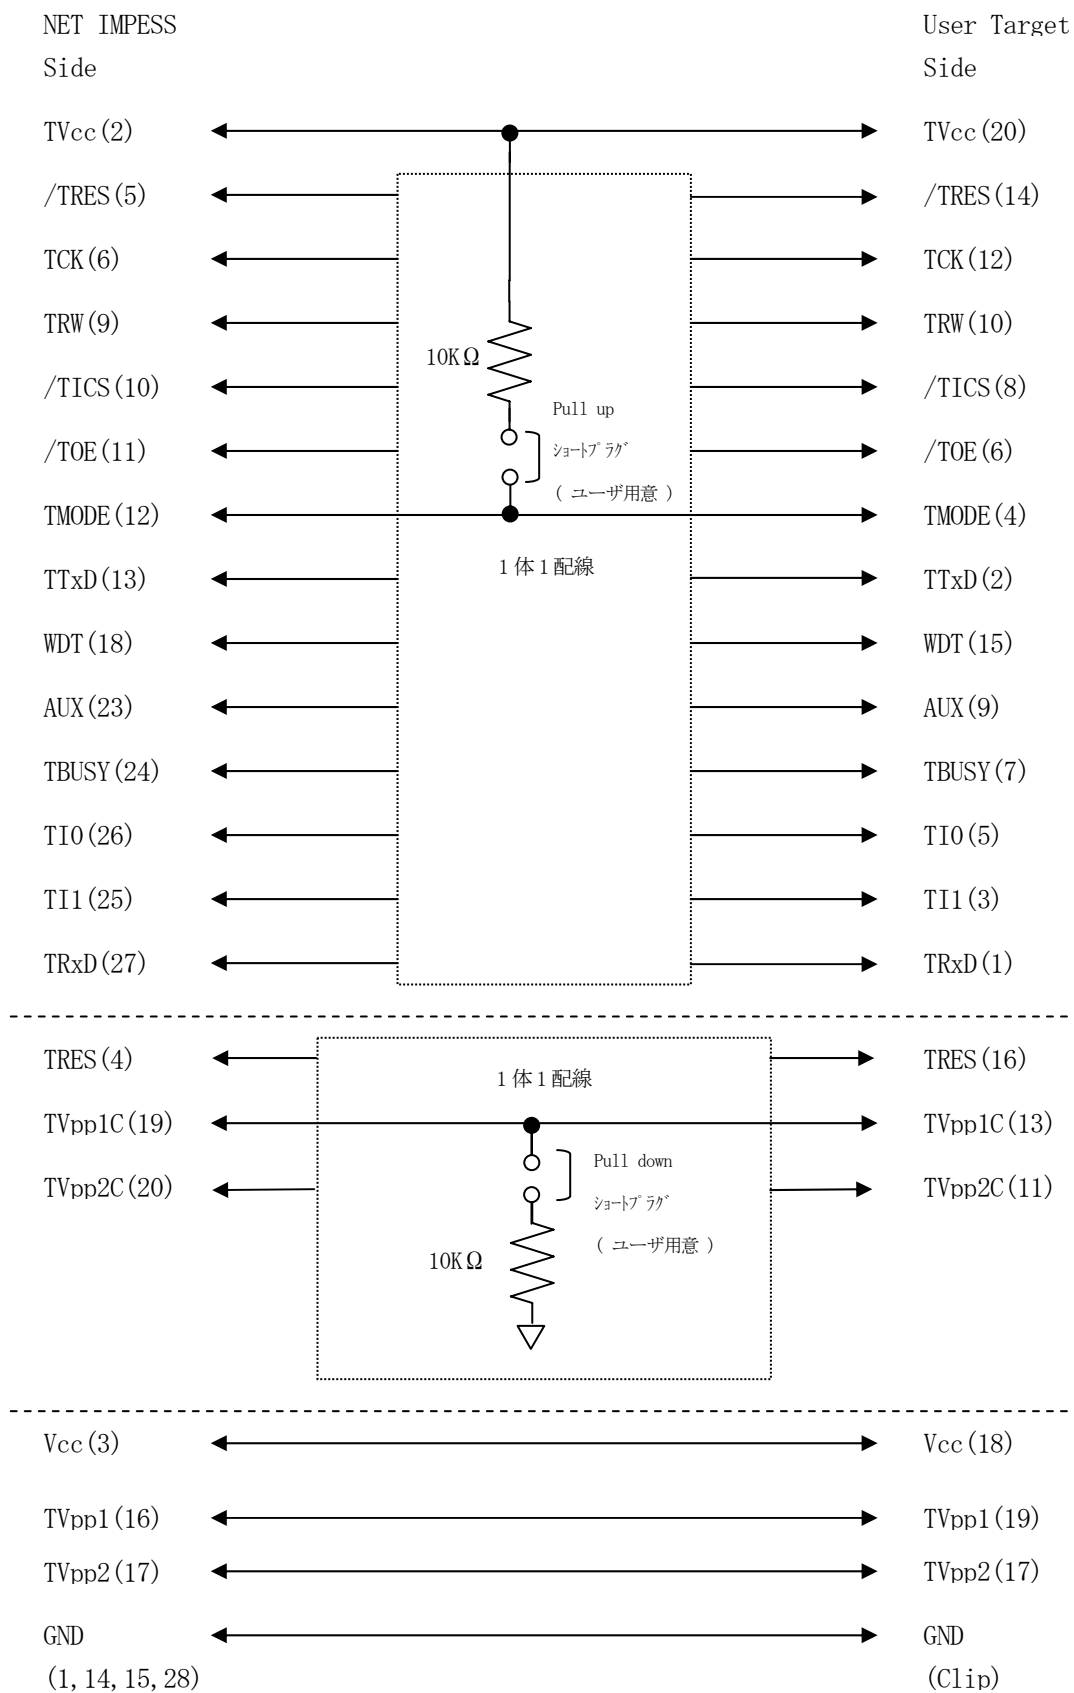 NET IMPESS User Target
Side Side
TVcc(2) TVcc(20)
/TRES(5) /TRES(14)
TCK(6) TCK(12)
TRW(9) TRW(10)
10KΩ
/TICS(10) /TICS(8)
Pull up
/TOE(11) ｼｮｰﾄﾌﾟﾗｸﾞ /TOE(6)
( ユーザ用意 )
TMODE(12) TMODE(4)
1体1配線
TTxD(13) TTxD(2)
WDT(18) WDT(15)
AUX(23) AUX(9)
TBUSY(24) TBUSY(7)
TIO(26) TIO(5)
TI1(25) TI1(3)
TRxD(27) TRxD(1)
TRES(4) TRES(16)
1体1配線
TVpp1C(19) TVpp1C(13)
Pull down
TVpp2C(20) TVpp2C(11)
ｼｮｰﾄﾌﾟﾗｸﾞ
( ユーザ用意 )
10KΩ
Vcc(3) Vcc(18)
TVpp1(16) TVpp1(19)
TVpp2(17) TVpp2(17)
GND GND
(1,14,15,28) (Clip)